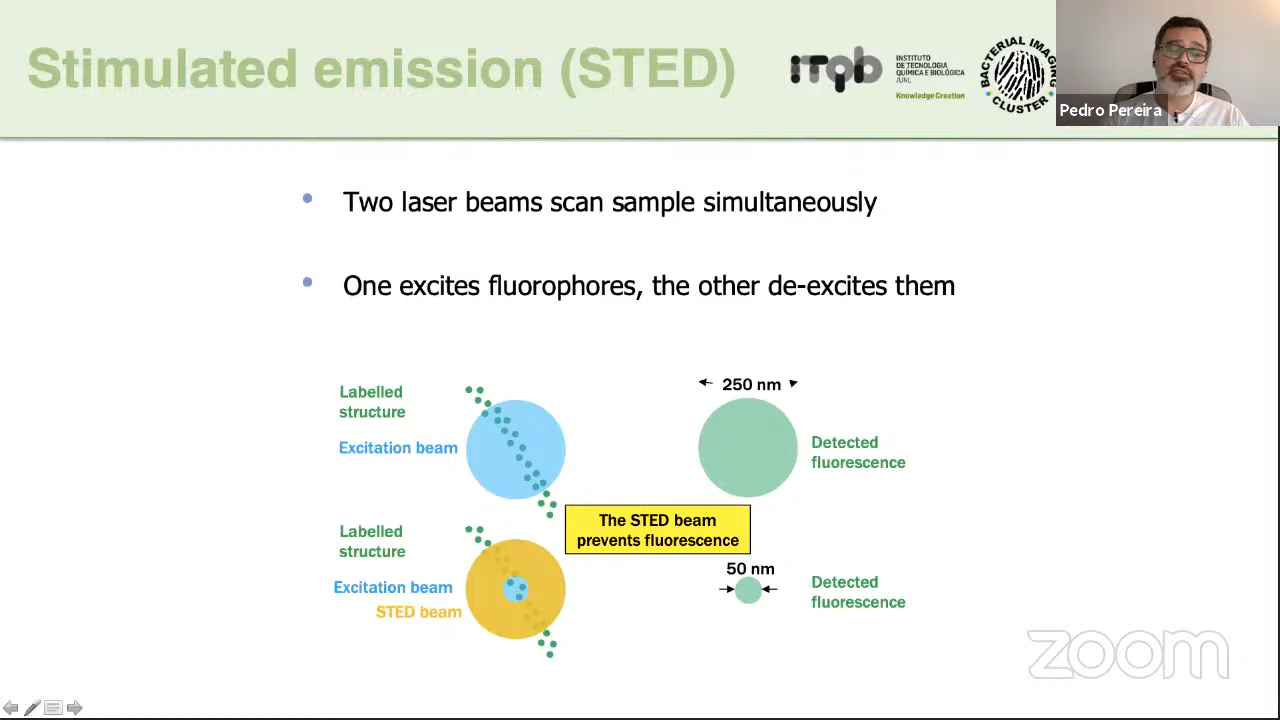 Stimulated emission (STED)
iTqb
INSTITUTO
DE TECNOLOGIA
QUÍMICA E BIOLÓGICA
/UNL
Knowledge Creation
BACTERIAL IMAGING
CLUSTER
Pedro Pereira
• Two laser beams scan sample simultaneously
• One excites fluorophores, the other de-excites them
Labelled
structure
Excitation beam
250 nm
Detected
fluorescence
The STED beam
prevents fluorescence
Labelled
structure
Excitation beam
STED beam
50 nm
Detected
fluorescence
zoom